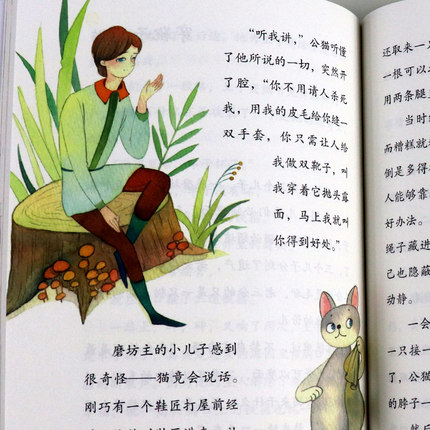 “听我讲，”公猫听懂
了他所说的一切，突然开
了腔，“你不用请人杀死
我，用我的皮毛给你缝一
双手套，你只需让人给
我做双靴子，叫
我穿着它抛头露
面，马上我就叫
你得到好处。”
磨坊主的小儿子感到
很奇怪——猫竟会说话。
刚巧有一个鞋匠打屋前经
还取来一只
一根可以
用两条腿
当时
而糟糕就
倒是多得
人能够靠
好办法。
绳子藏进
己也隐蔽
动静。
一会
一只接一
了，公猫
的脖子一
然后